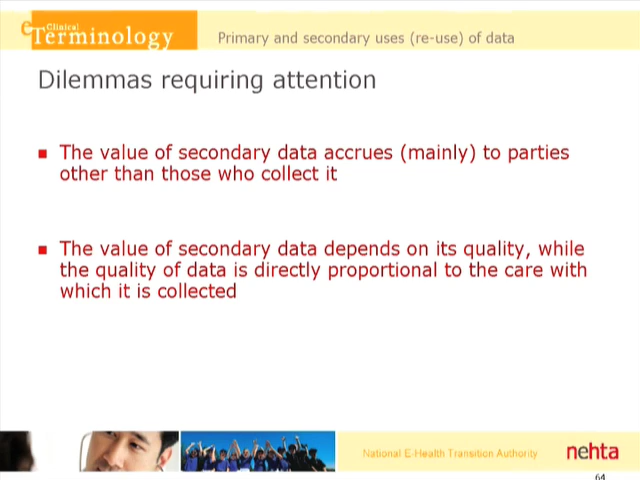 eClinical
Terminology
Primary and secondary uses (re-use) of data
Dilemmas requiring attention
The value of secondary data accrues (mainly) to parties
other than those who collect it
The value of secondary data depends on its quality, while
the quality of data is directly proportional to the care with
which it is collected
National E-Health Transition Authority
nehta
64